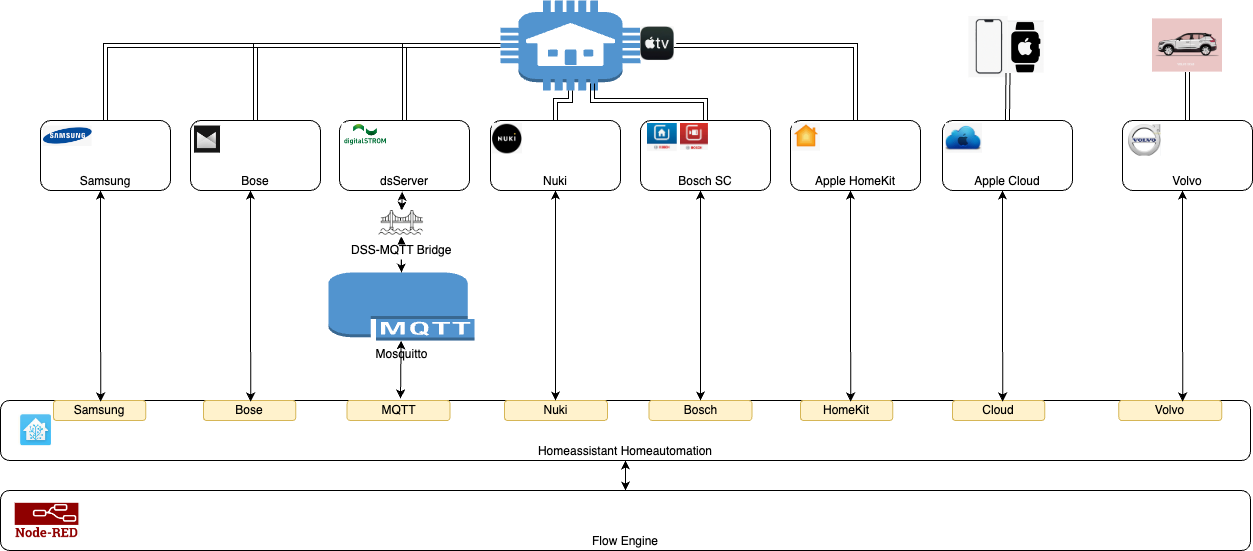 tv
SAMSUNG
NUKI
digitalSTROM
BOSCH
VOLVO
Samsung
Bose
dsServer
Nuki
Bosch SC
Apple HomeKit
Apple Cloud
Volvo
DSS-MQTT Bridge
MQTT
Mosquitto
Samsung
Bose
MQTT
Nuki
Bosch
HomeKit
Cloud
Volvo
Homeassistant Homeautomation
Node-RED
Flow Engine